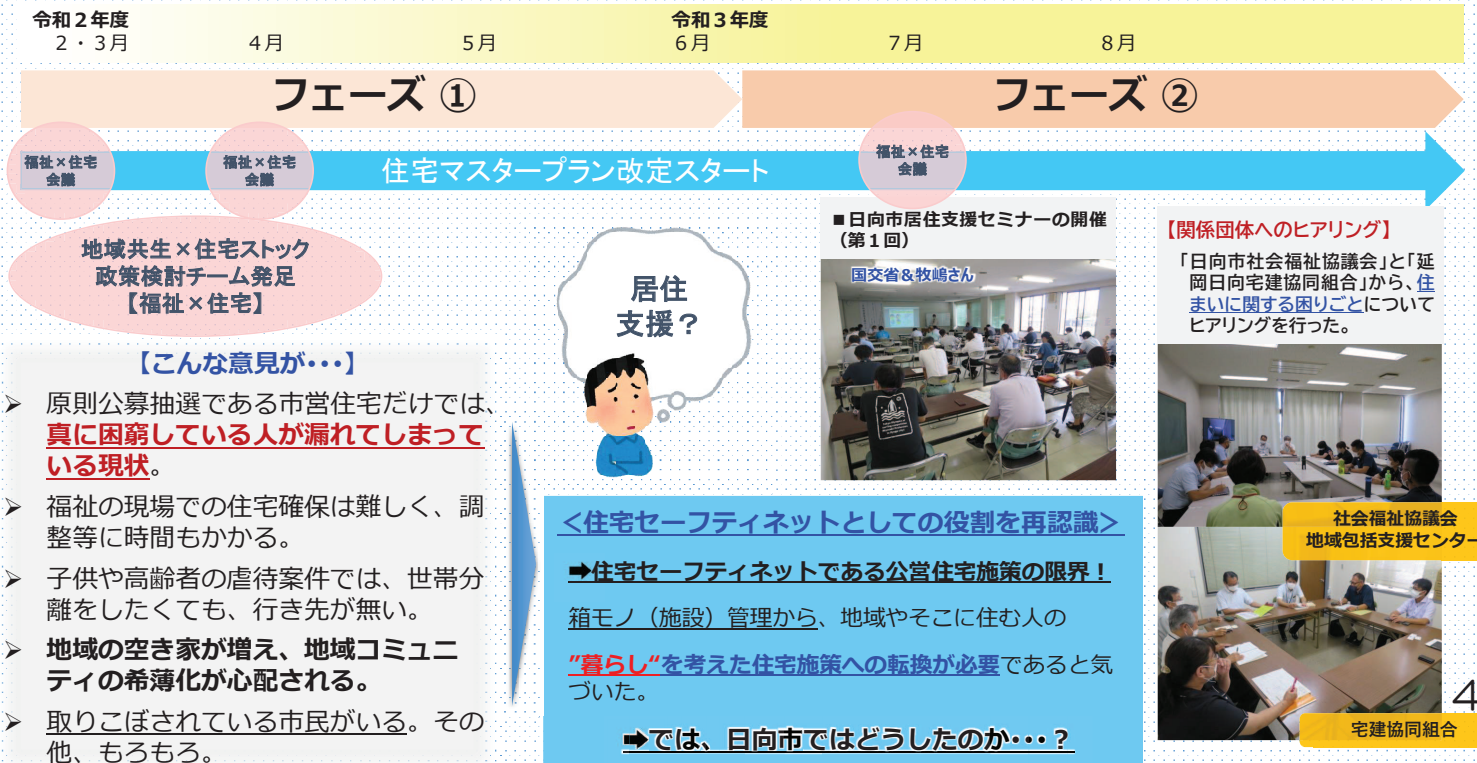 令和２年度
２・３月
４月
５月
令和３年度
６月
７月
８月
フェーズ ①
フェーズ ②
福祉×住宅
会議
福祉×住宅
会議
住宅マスタープラン改定スタート
福祉×住宅
会議
地域共生×住宅ストック
政策検討チーム発足
【福祉×住宅】
【こんな意見が･･･】
➢ 原則公募抽選である市営住宅だけでは、
真に困窮している人が漏れてしまって
いる現状。
➢ 福祉の現場での住宅確保は難しく、調
整等に時間もかかる。
➢ 子供や高齢者の虐待案件では、世帯分
離をしたくても、行き先が無い。
➢ 地域の空き家が増え、地域コミュニ
ティの希薄化が心配される。
➢ 取りこぼされている市民がいる。その
他、もろもろ。
居住
支援？
＜住宅セーフティネットとしての役割を再認識＞
➡住宅セーフティネットである公営住宅施策の限界！
箱モノ（施設）管理から、地域やそこに住む人の
”暮らし“を考えた住宅施策への転換が必要であると気
づいた。
➡では、日向市ではどうしたのか･･･？
■日向市居住支援セミナーの開催
（第１回）
国交省＆牧嶋さん
【関係団体へのヒアリング】
「日向市社会福祉協議会」と「延
岡日向宅建協同組合」から、住
まいに関する困りごとについて
ヒアリングを行った。
社会福祉協議会
地域包括支援センター
宅建協同組合
4